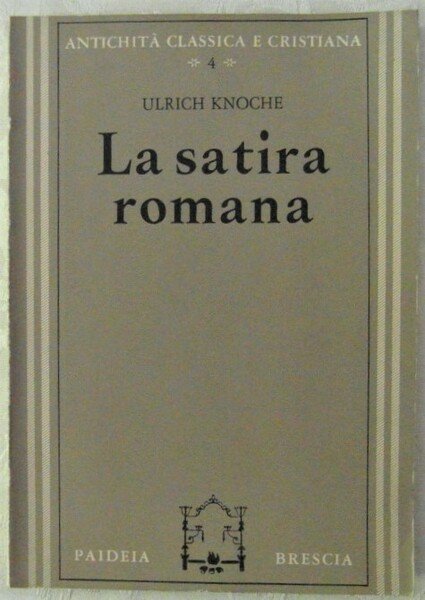 ANTICHITÀ CLASSICA E CRISTIANA
4
ULRICH KNOCHE
La satira
romana
PAIDEIA BRESCIA